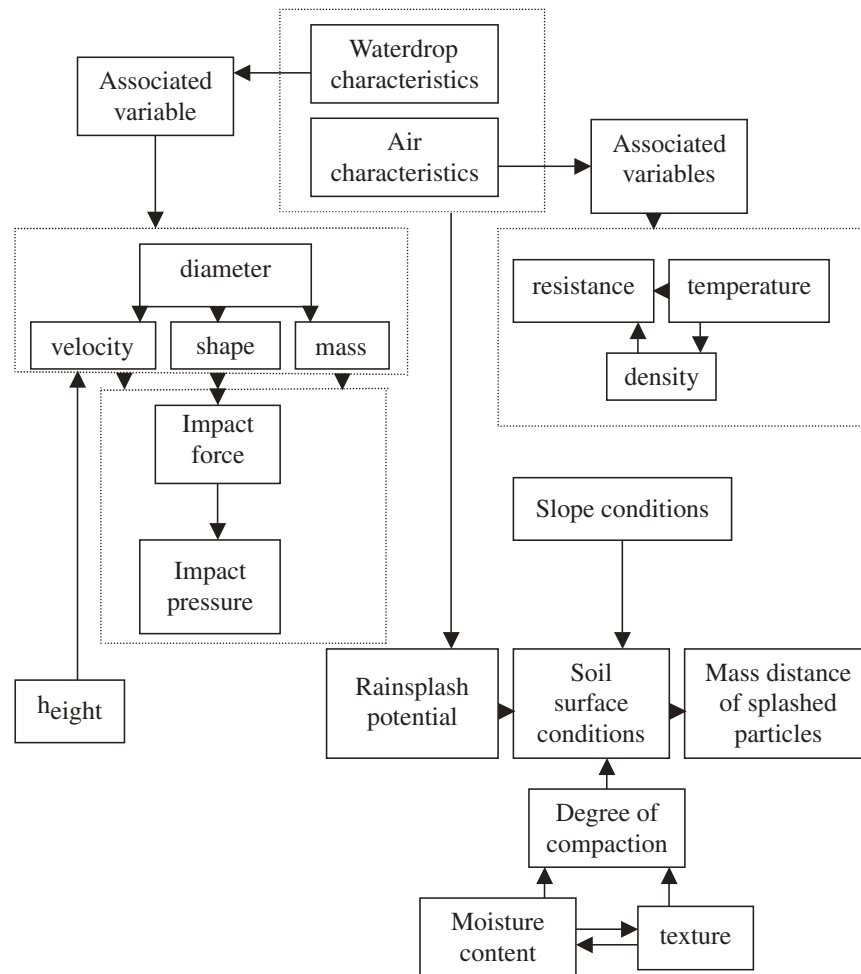 Waterdrop
characteristics
Associated
variable
Air
characteristics
Associated
variables
diameter
velocity
shape
mass
resistance
temperature
density
Impact
force
Impact
pressure
Slope conditions
height
Rainsplash
potential
Soil
surface
conditions
Mass distance
of splashed
particles
Degree of
compaction
Moisture
content
texture